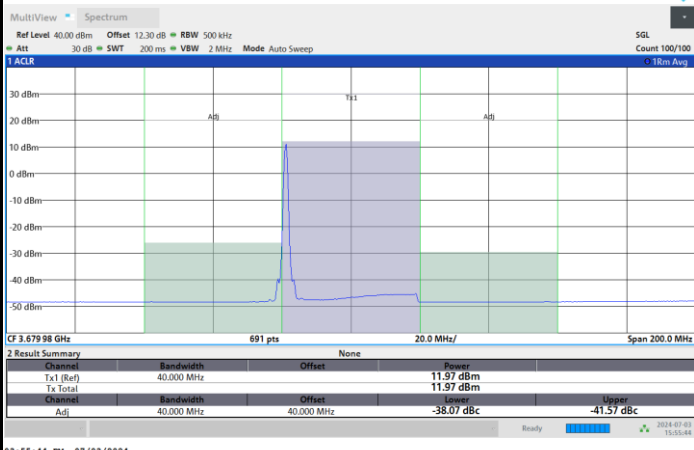 MultiView Spectrum
Ref Level 40.00 dBm Offset 12.30 dB RBW 500 kHz SGL
Att 30 dB SWT 200 ms VBW 2 MHz Mode Auto Sweep Count 100/100
1 ACLR 1Rm Avg
30 dBm
Tx1
20 dBm
Adj Adj
10 dBm
0 dBm
-10 dBm
-20 dBm
-30 dBm
-40 dBm
-50 dBm
CF 3.67998 GHz 691 pts 20.0 MHz/ Span 200.0 MHz
2 Result Summary None
Channel Bandwidth Offset Power
Tx1 (Ref) 40.000 MHz 11.97 dBm
Tx Total 11.97 dBm
Channel Bandwidth Offset Lower Upper
Adj 40.000 MHz 40.000 MHz -38.07 dBc -41.57 dBc
Ready 2024-07-03
15:55:44